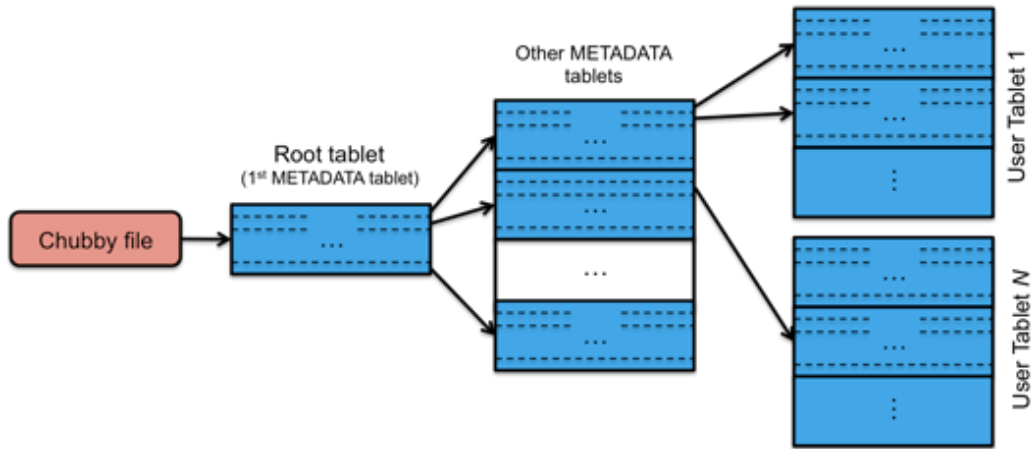 Chubby file
Root tablet
(1st METADATA tablet)
...
Other METADATA
tablets
...
...
...
...
...
...
⋮
User Tablet 1
...
...
⋮
User Tablet N